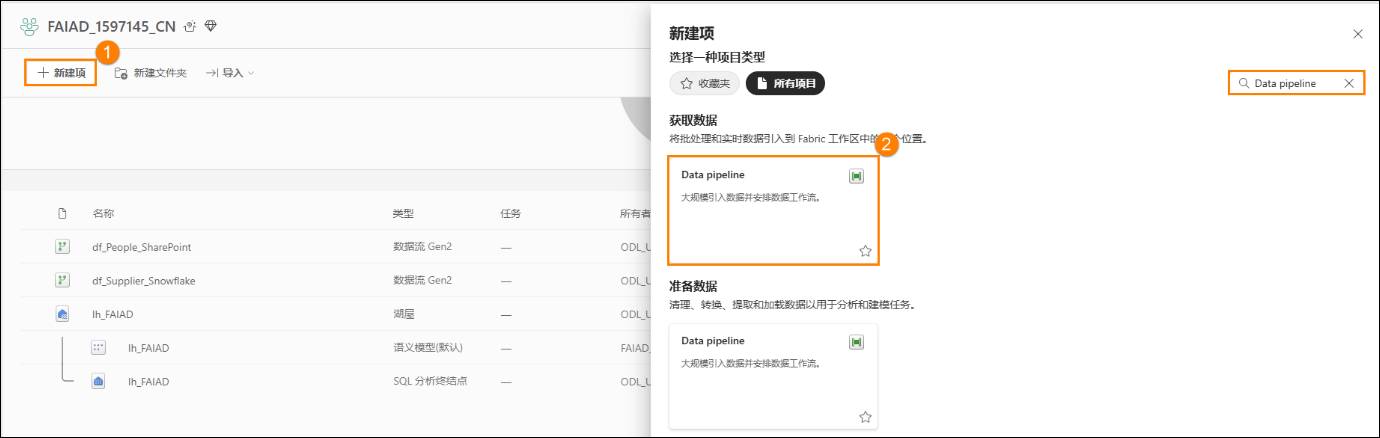 FAIAD_1597145_CN
1
新建项
新建文件夹
导入
名称
类型
任务
所有者
df_People_SharePoint
数据流 Gen2
—
ODL_U
df_Supplier_Snowflake
数据流 Gen2
—
ODL_U
lh_FAIAD
湖屋
—
ODL_U
lh_FAIAD
语义模型(默认)
—
FAIAD_
lh_FAIAD
SQL 分析终结点
—
ODL_U
新建项
选择一种项目类型
收藏夹
所有项目
Data pipeline
获取数据
将批处理和实时数据引入到 Fabric 工作区中的 个位置。
2
Data pipeline
大规模引入数据并安排数据工作流。
准备数据
清理、转换、提取和加载数据以用于分析和建模任务。
Data pipeline
大规模引入数据并安排数据工作流。